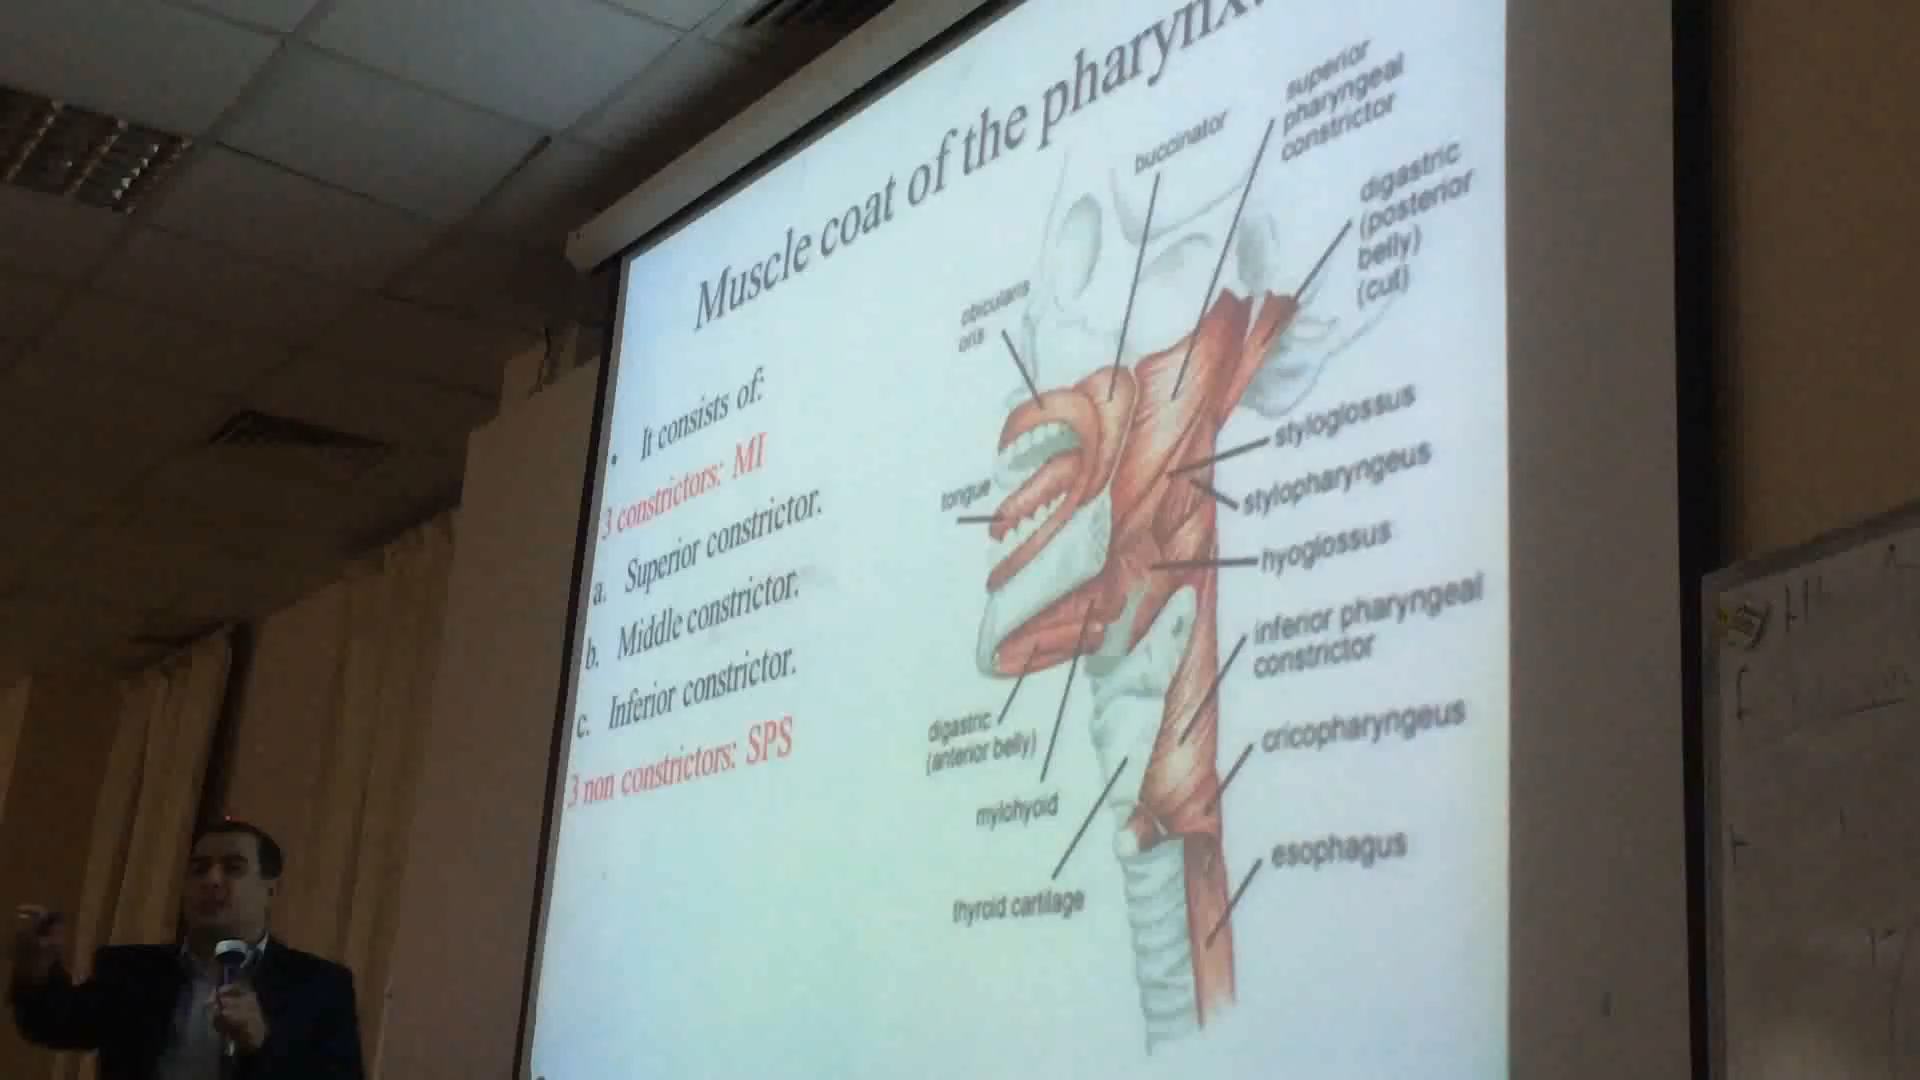 Muscle coat of the pharynx.
• It consists of:
3 constrictors: MI
a. Superior constrictor.
b. Middle constrictor.
c. Inferior constrictor.
3 non constrictors: SPS
buccinator
superior
pharyngeal
constrictor
digastric
(posterior
belly)
(cut)
obicularis
oris
tongue
styloglossus
stylopharyngeus
hyoglossus
inferior pharyngeal
constrictor
cricopharyngeus
esophagus
digastric
(anterior belly)
mylohyoid
thyroid cartilage